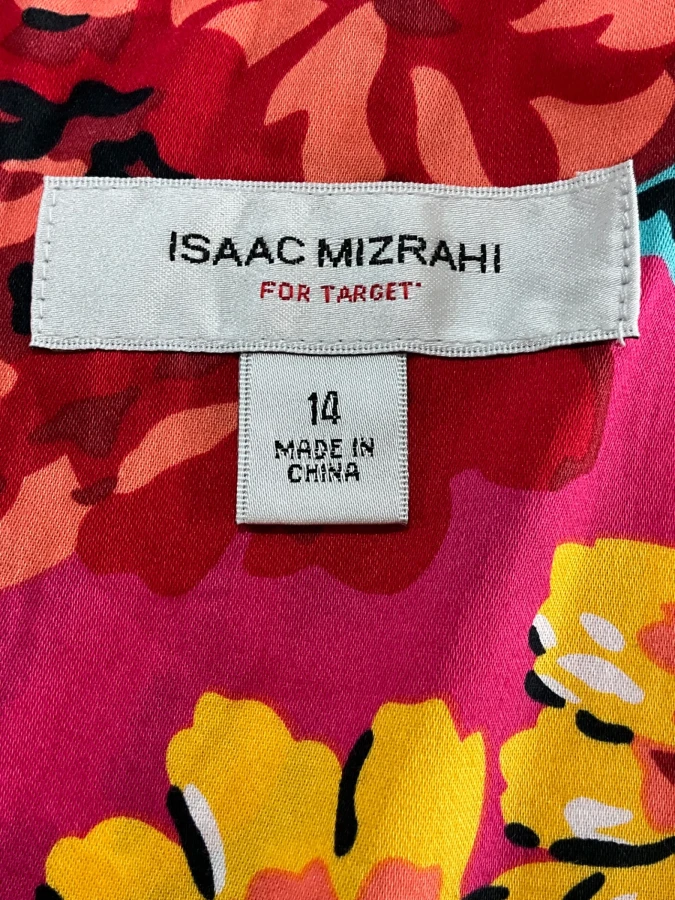 ISAAC MIZRAHI
FOR TARGET
14
MADE IN
CHINA